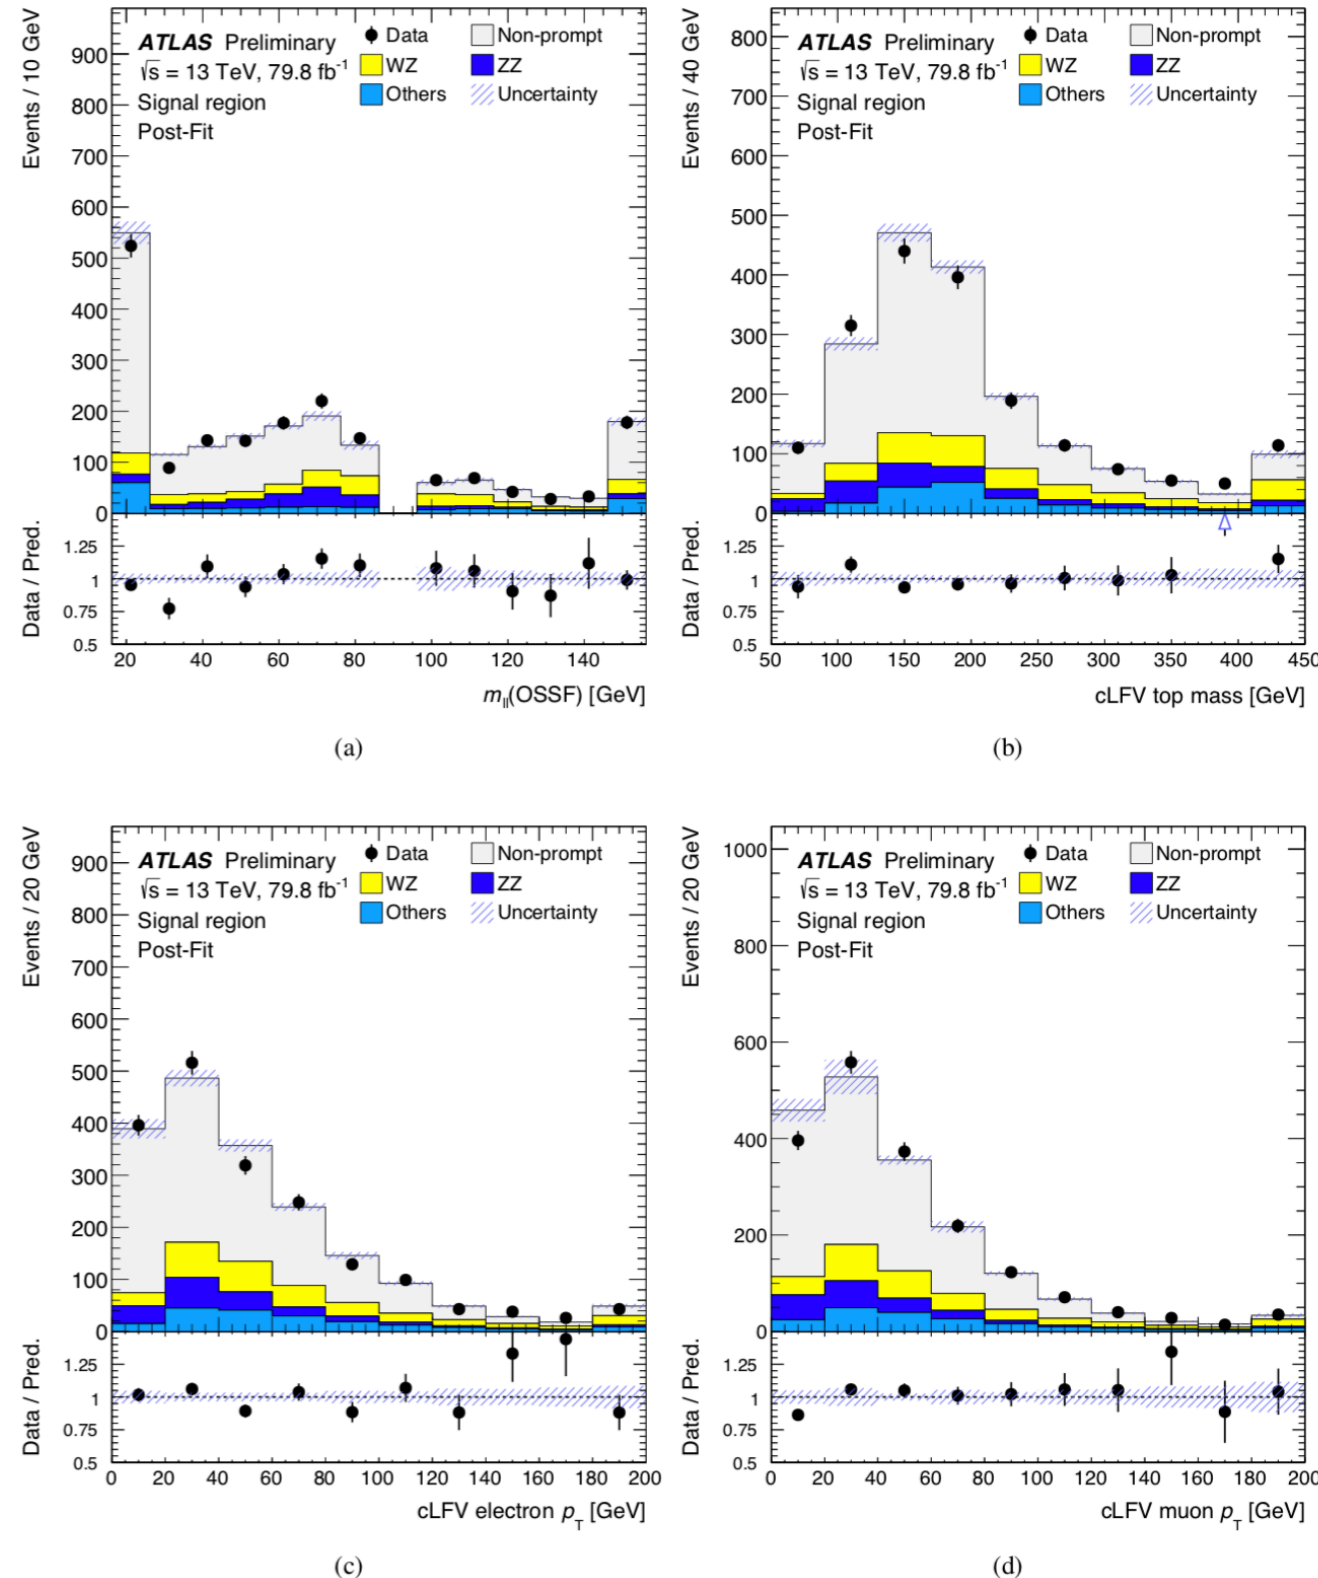 Events / 10 GeV
ATLAS Preliminary
√s = 13 TeV, 79.8 fb-1
Signal region
Post-Fit
Data
Non-prompt
WZ
ZZ
Others
Uncertainty
900
800
700
600
500
400
300
200
100
0
Data / Pred.
1.25
1
0.75
0.5
20 40 60 80 100 120 140
mll(OSSF) [GeV]
(a)
Events / 40 GeV
ATLAS Preliminary
√s = 13 TeV, 79.8 fb-1
Signal region
Post-Fit
Data
Non-prompt
WZ
ZZ
Others
Uncertainty
800
700
600
500
400
300
200
100
0
Data / Pred.
1.25
1
0.75
0.5
50 100 150 200 250 300 350 400 450
cLFV top mass [GeV]
(b)
Events / 20 GeV
ATLAS Preliminary
√s = 13 TeV, 79.8 fb-1
Signal region
Post-Fit
Data
Non-prompt
WZ
ZZ
Others
Uncertainty
900
800
700
600
500
400
300
200
100
0
Data / Pred.
1.25
1
0.75
0.5
0 20 40 60 80 100 120 140 160 180 200
cLFV electron pT [GeV]
(c)
Events / 20 GeV
ATLAS Preliminary
√s = 13 TeV, 79.8 fb-1
Signal region
Post-Fit
Data
Non-prompt
WZ
ZZ
Others
Uncertainty
1000
800
600
400
200
0
Data / Pred.
1.25
1
0.75
0.5
0 20 40 60 80 100 120 140 160 180 200
cLFV muon pT [GeV]
(d)